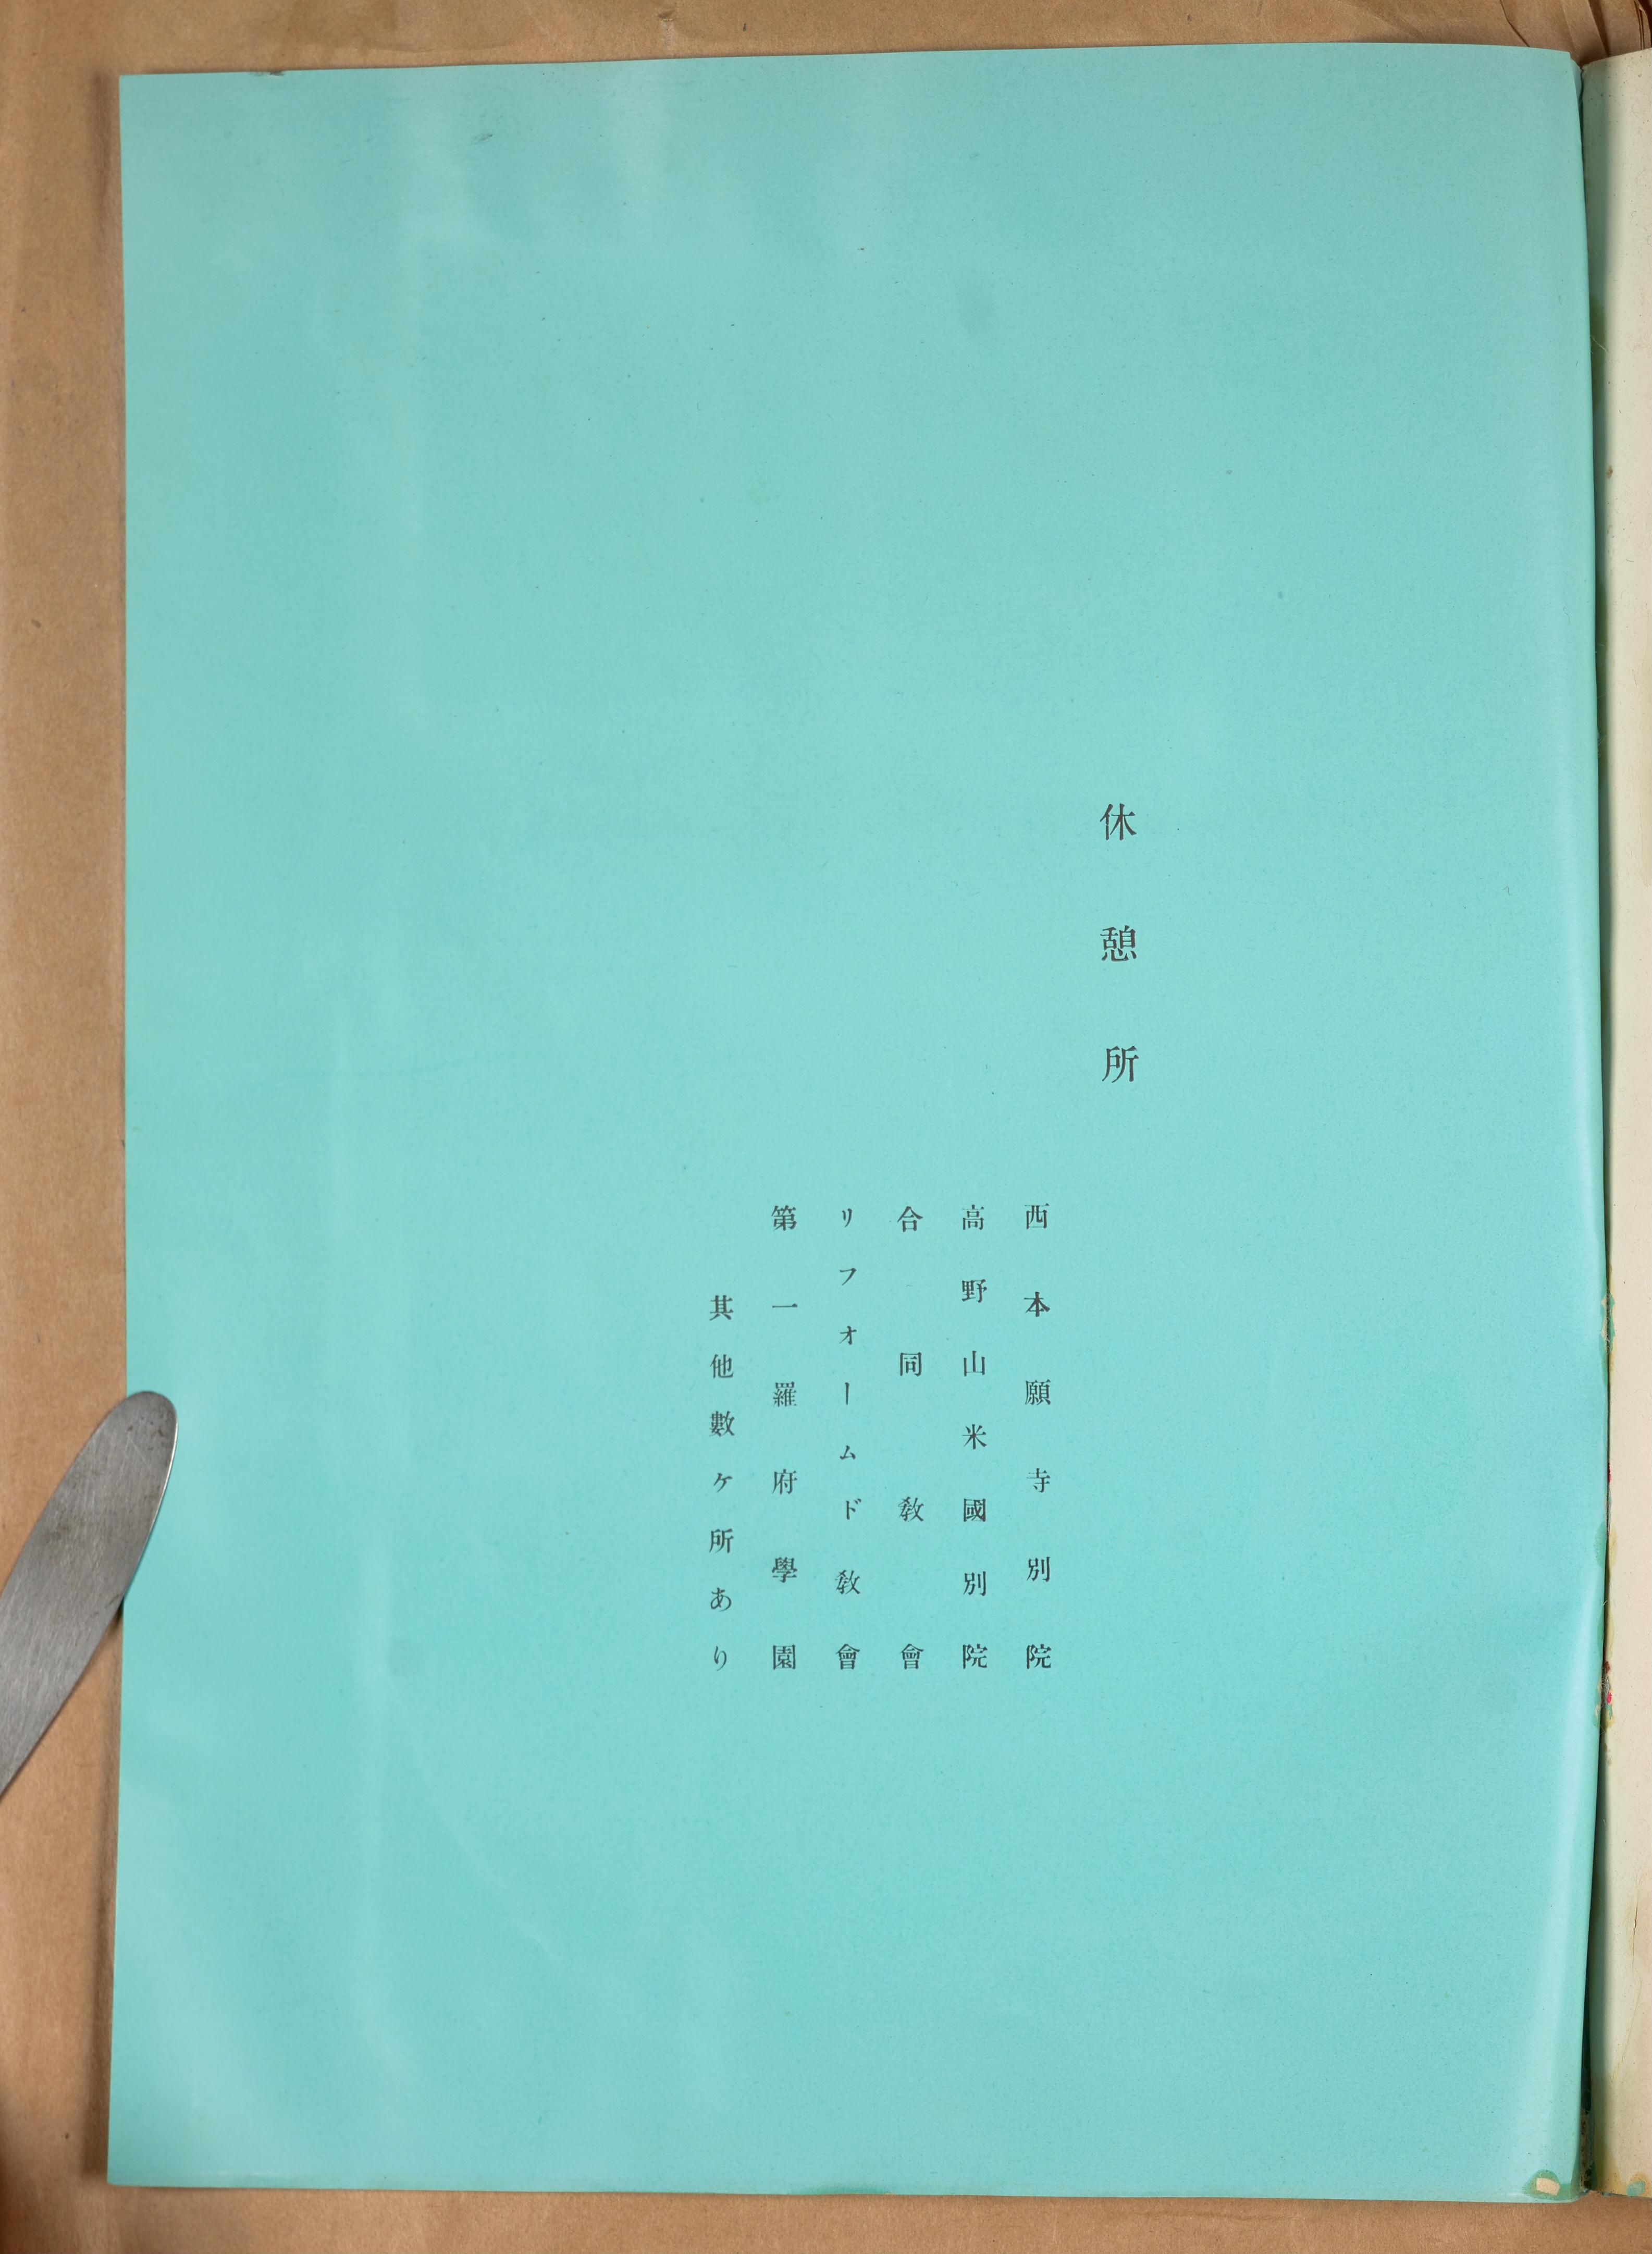 休憩所
西本願寺別院
高野山米國別院
合同教會
リフオームド教會
第一羅府學園
其他數ケ所あり